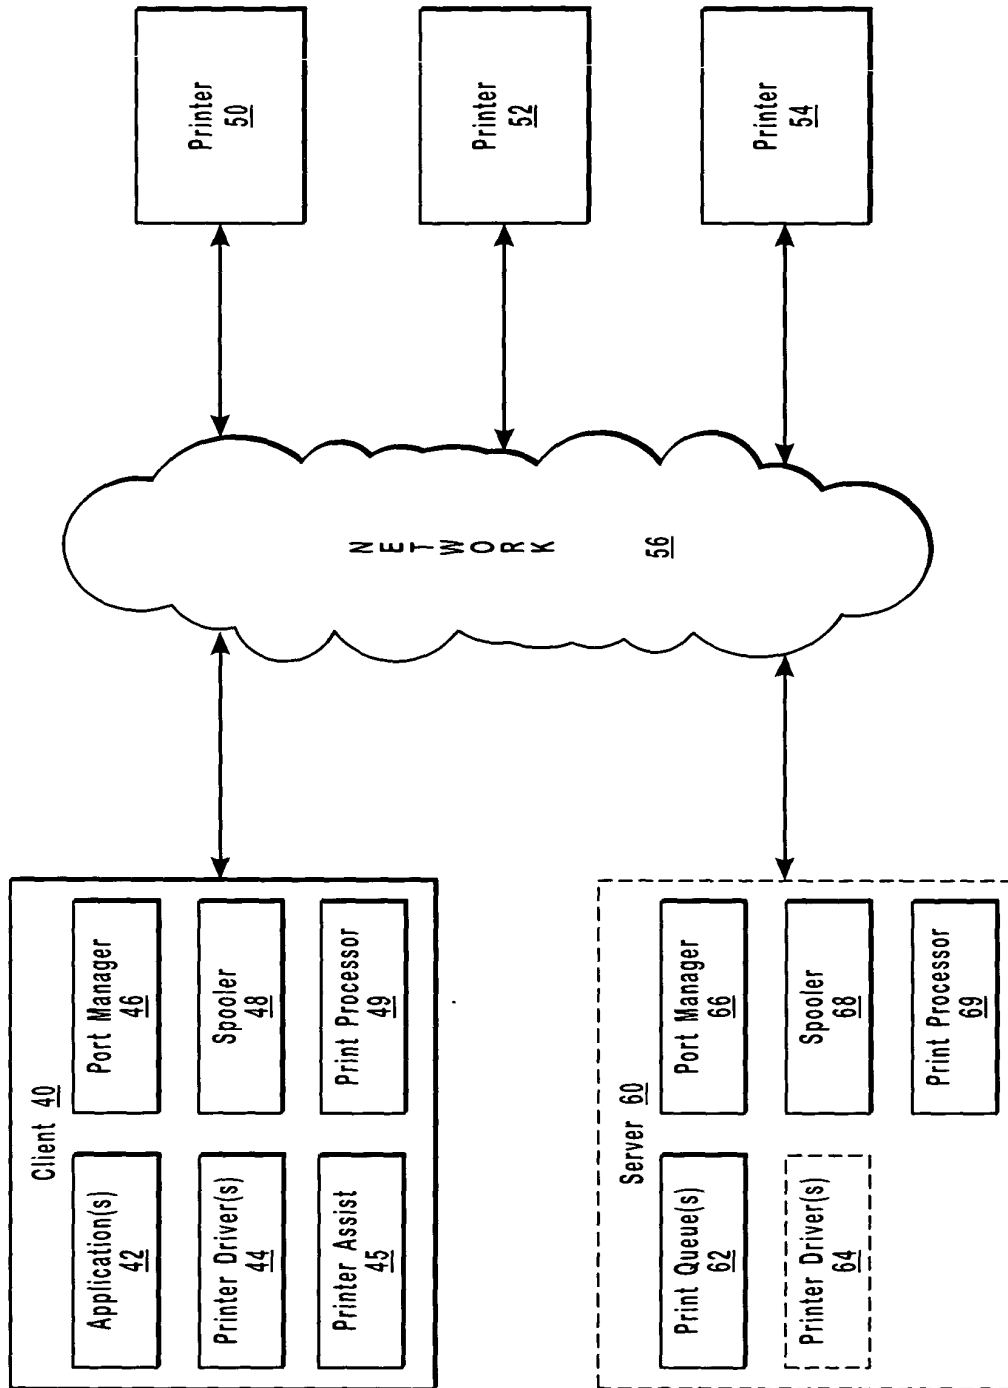 Client 40
Application(s)
42
Port Manager
46
Printer Driver(s)
44
Spooler
48
Printer Assist
45
Print Processor
49
Server 60
Print Queue(s)
62
Port Manager
66
Printer Driver(s)
64
Spooler
68
Print Processor
69
NETWORK
56
Printer
50
Printer
52
Printer
54